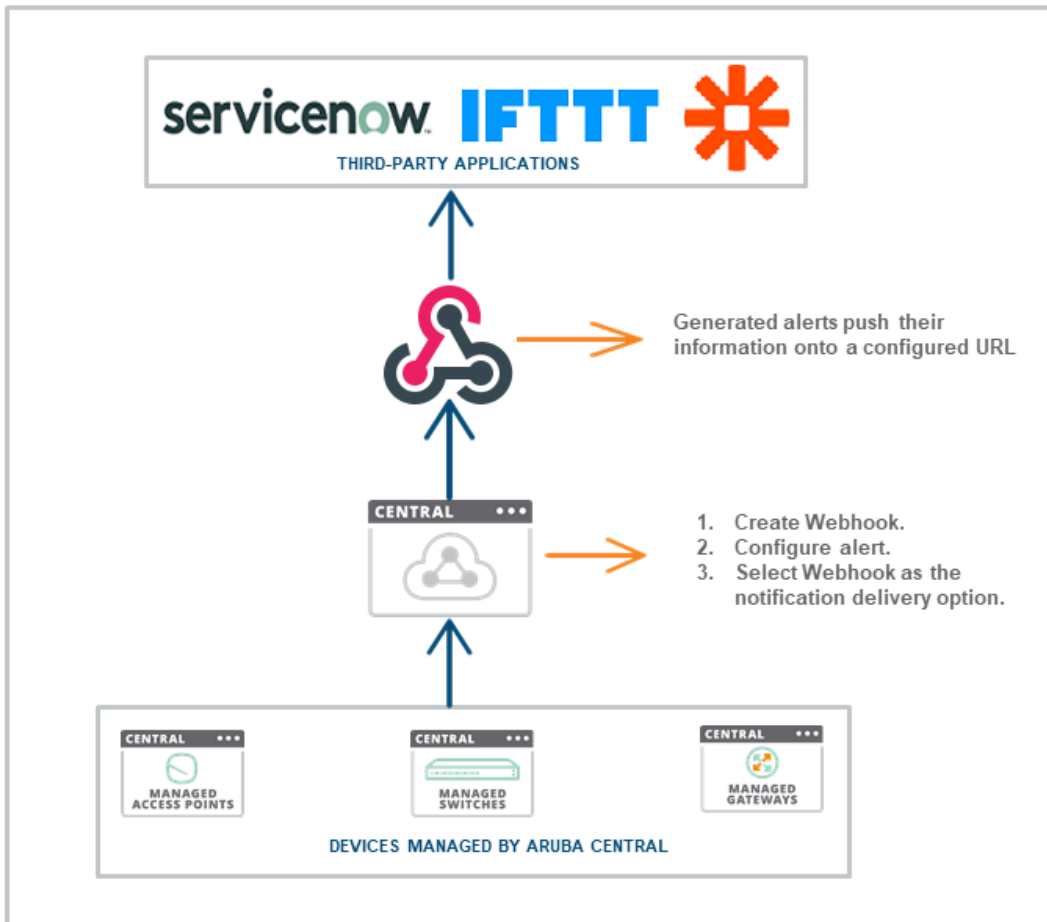 servicenow™ IFTTT
THIRD-PARTY APPLICATIONS
Generated alerts push their
information onto a configured URL
CENTRAL
1. Create Webhook.
2. Configure alert.
3. Select Webhook as the
notification delivery option.
CENTRAL
MANAGED
ACCESS POINTS
CENTRAL
MANAGED
SWITCHES
CENTRAL
MANAGED
GATEWAYS
DEVICES MANAGED BY ARUBA CENTRAL